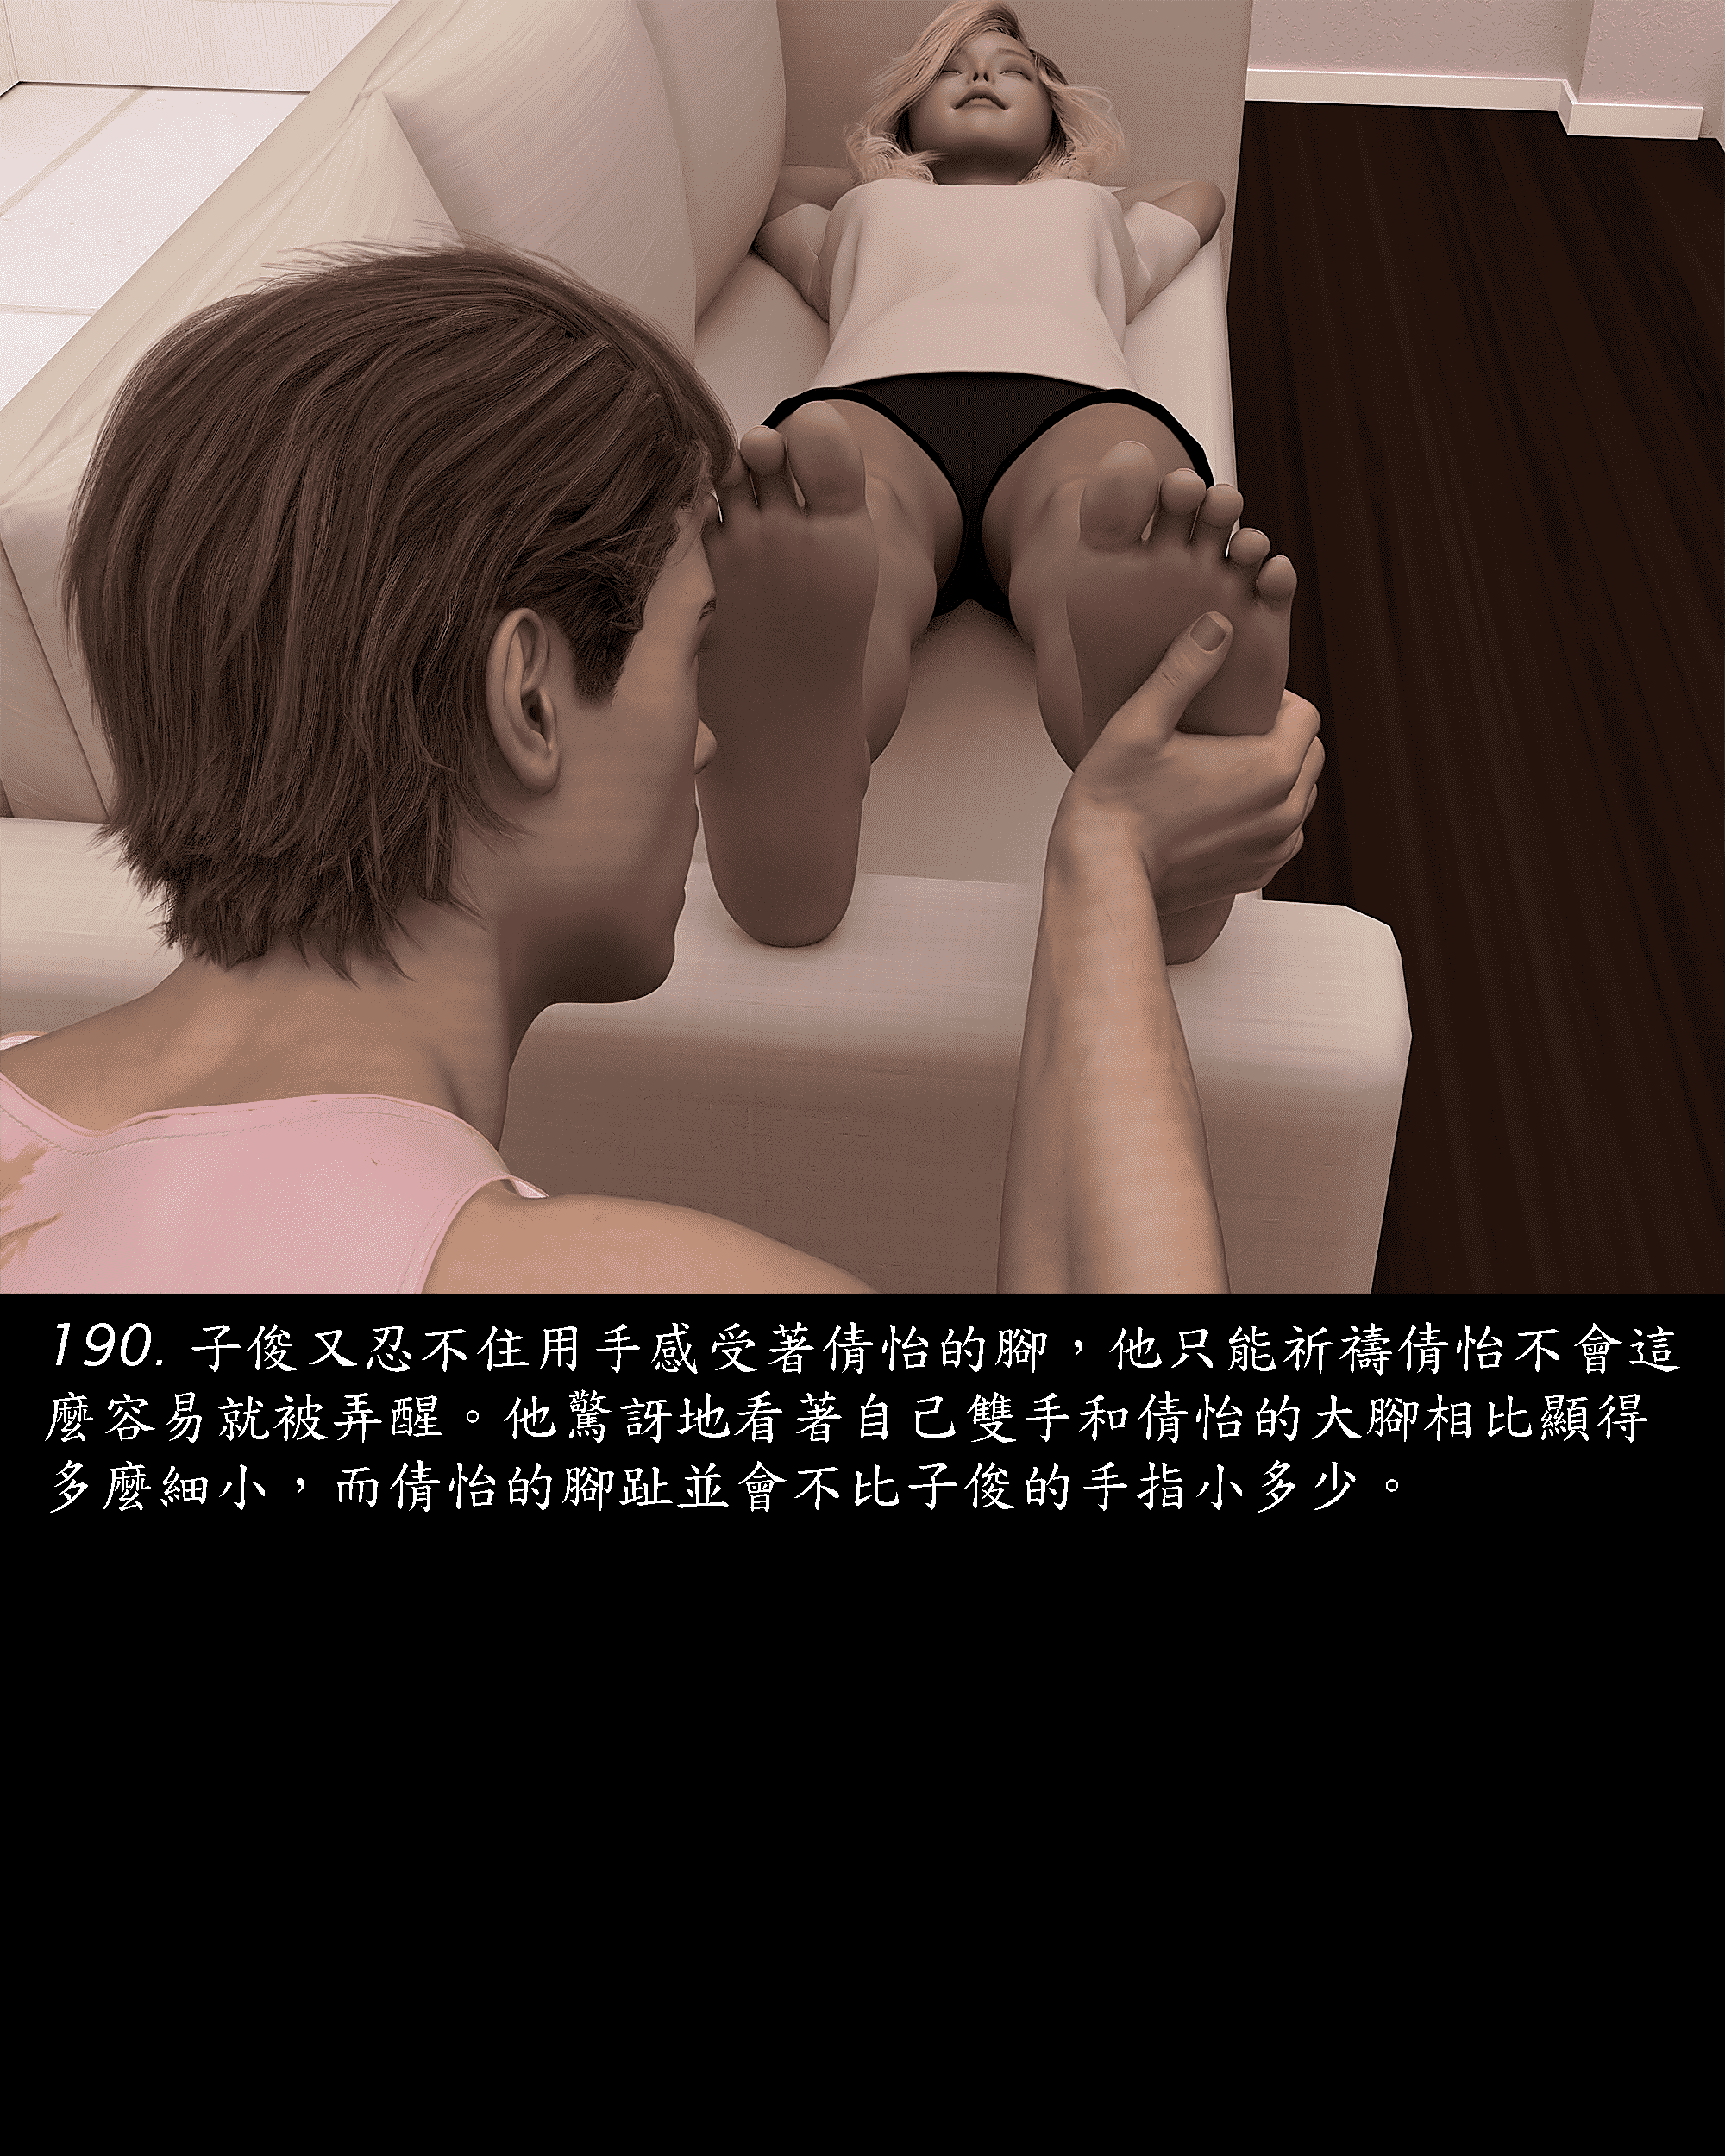 190. 子俊又忍不住用手感受著倩怡的腳，他只能祈禱倩怡不會這
麼容易就被弄醒。他驚訝地看著自己雙手和倩怡的大腳相比顯得
多麼細小，而倩怡的腳趾並會不比子俊的手指小多少。